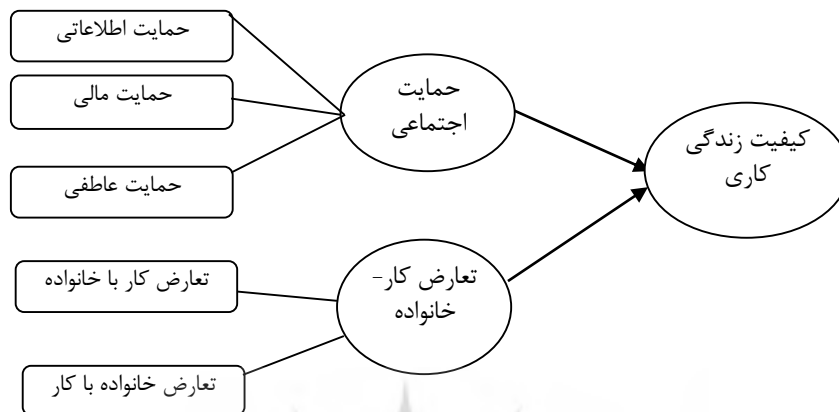 حمایت اطلاعاتی
حمایت مالی
حمایت عاطفی
حمایت
اجتماعی
کیفیت زندگی
کاری
تعارض کار–
خانواده
تعارض کار با خانواده
تعارض خانواده با کار